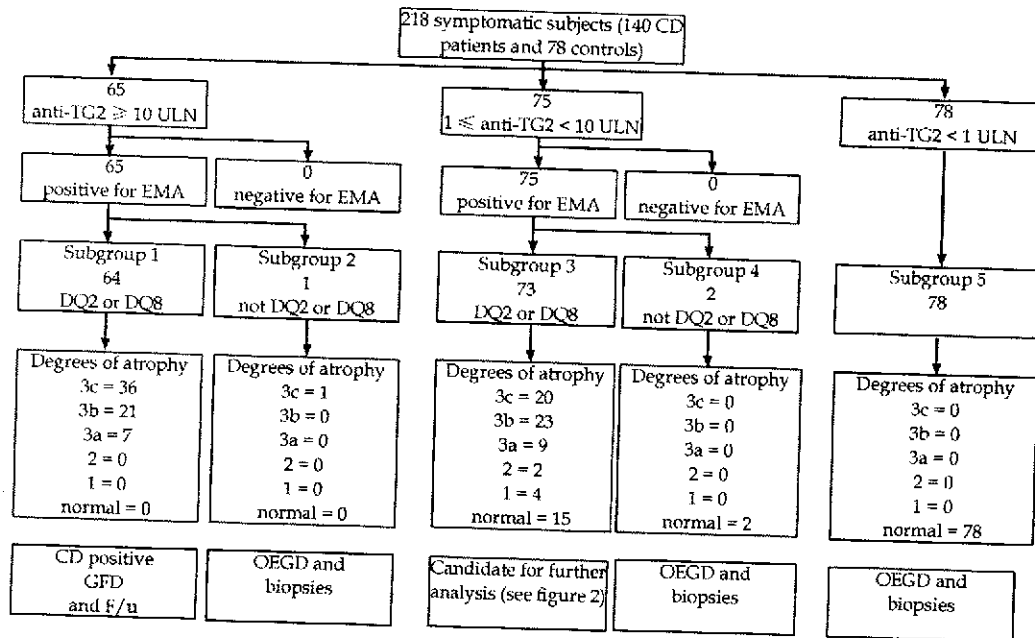 218 symptomatic subjects (140 CD
patients and 78 controls)
65
anti-TG2 ⩾ 10 ULN
75
1 ⩽ anti-TG2 < 10 ULN
78
anti-TG2 < 1 ULN
65
positive for EMA
0
negative for EMA
75
positive for EMA
0
negative for EMA
Subgroup 1
64
DQ2 or DQ8
Subgroup 2
1
not DQ2 or DQ8
Subgroup 3
73
DQ2 or DQ8
Subgroup 4
2
not DQ2 or DQ8
Subgroup 5
78
Degrees of atrophy
3c = 36
3b = 21
3a = 7
2 = 0
1 = 0
normal = 0
Degrees of atrophy
3c = 1
3b = 0
3a = 0
2 = 0
1 = 0
normal = 0
Degrees of atrophy
3c = 20
3b = 23
3a = 9
2 = 2
1 = 4
normal = 15
Degrees of atrophy
3c = 0
3b = 0
3a = 0
2 = 0
1 = 0
normal = 2
Degrees of atrophy
3c = 0
3b = 0
3a = 0
2 = 0
1 = 0
normal = 78
CD positive
GFD
and F/u
OEGD and
biopsies
Candidate for further
analysis (see figure 2)
OEGD and
biopsies
OEGD and
biopsies